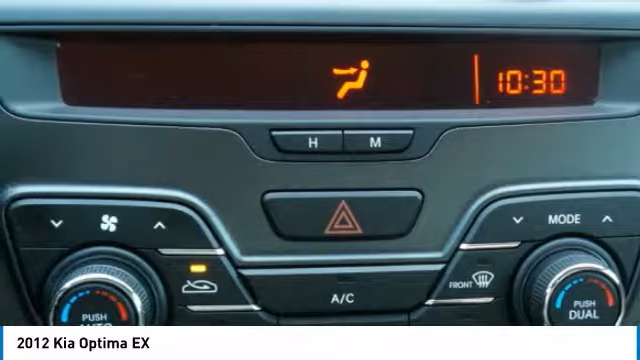 10:30
H M
MODE
FRONT
A/C
PUSH
AUTO
PUSH
DUAL
2012 Kia Optima EX